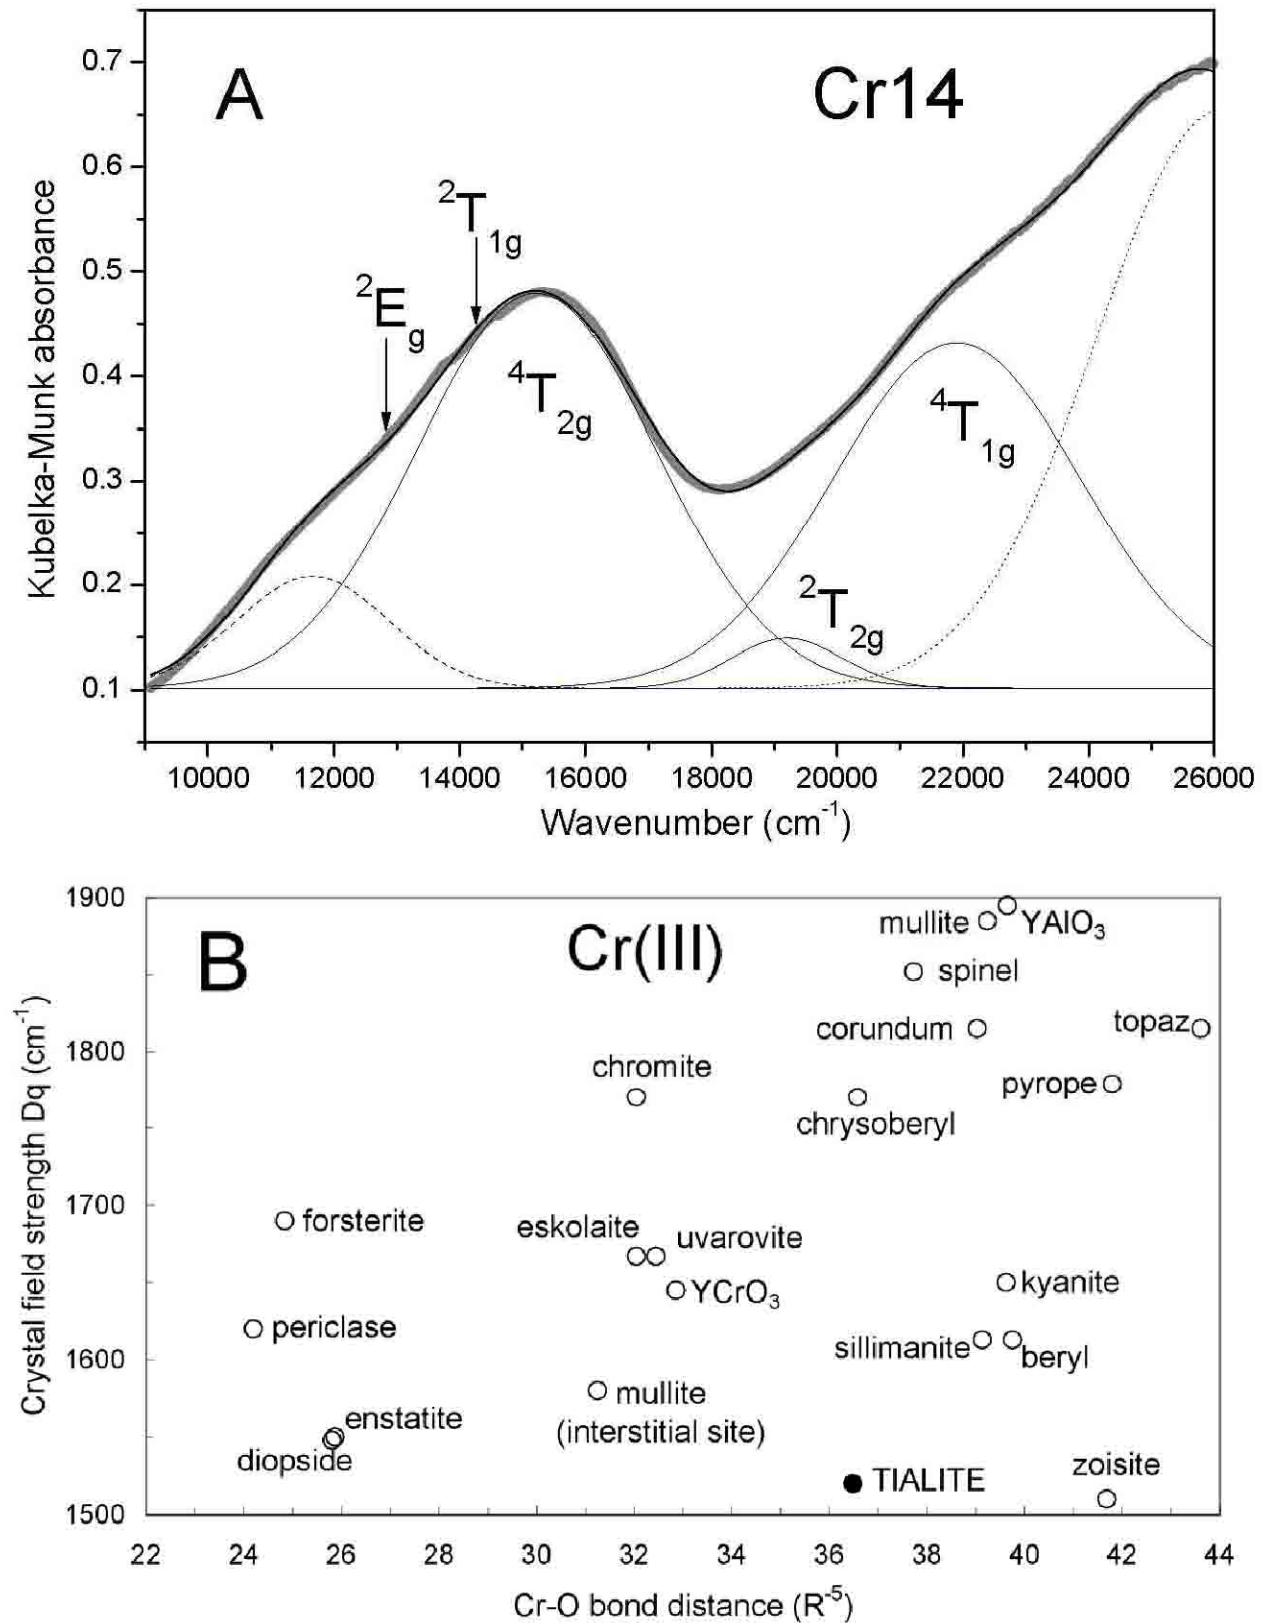 A
Cr14
Kubelka-Munk absorbance
0.7
0.6
0.5
0.4
0.3
0.2
0.1
²T₁g
²Eg
⁴T₂g
⁴T₁g
²T₂g
10000 12000 14000 16000 18000 20000 22000 24000 26000
Wavenumber (cm⁻¹)
B
Cr(III)
Crystal field strength Dq (cm⁻¹)
1900
1800
1700
1600
1500
mullite
YAlO₃
spinel
corundum
topaz
chromite
pyrope
chrysoberyl
forsterite
eskolaite
uvarovite
YCrO₃
kyanite
periclase
sillimanite
beryl
mullite
(interstitial site)
enstatite
diopside
TIALITE
zoisite
22 24 26 28 30 32 34 36 38 40 42 44
Cr-O bond distance (R⁻⁵)